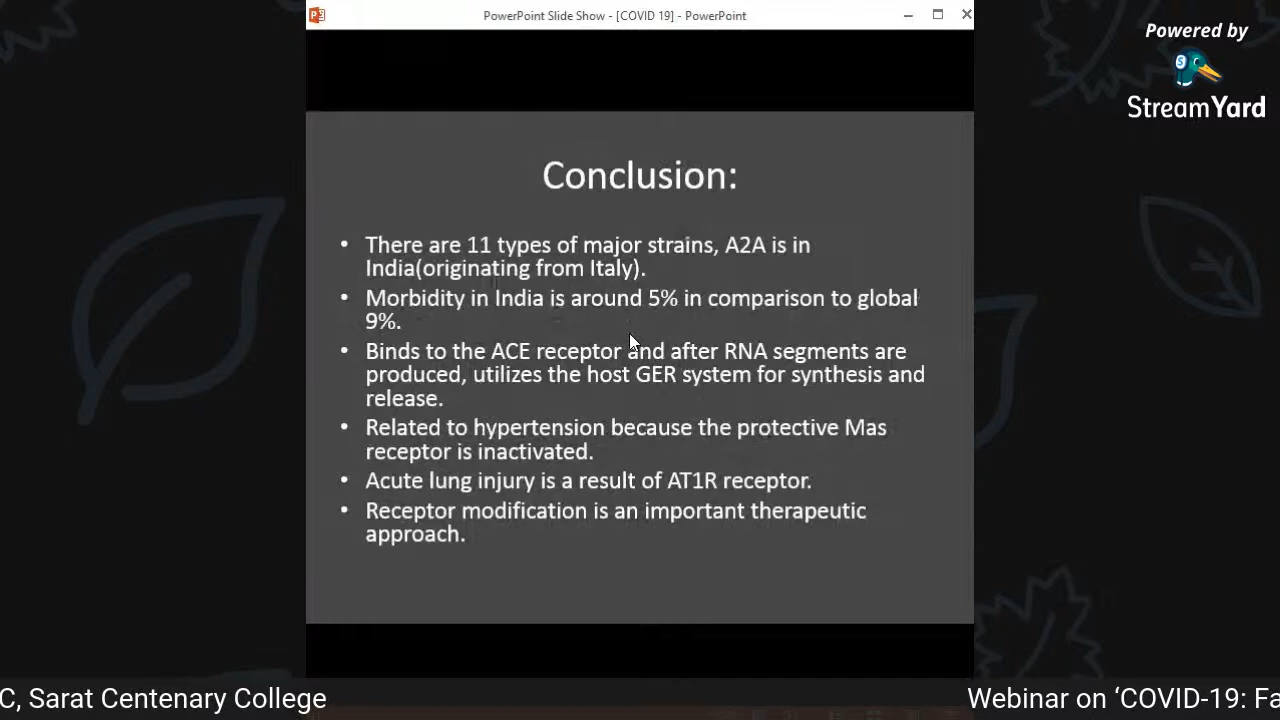 PowerPoint Slide Show - [COVID 19] - PowerPoint
Powered by
StreamYard
Conclusion:
• There are 11 types of major strains, A2A is in
India(originating from Italy).
• Morbidity in India is around 5% in comparison to global
9%.
• Binds to the ACE receptor and after RNA segments are
produced, utilizes the host GER system for synthesis and
release.
• Related to hypertension because the protective Mas
receptor is inactivated.
• Acute lung injury is a result of AT1R receptor.
• Receptor modification is an important therapeutic
approach.
C, Sarat Centenary College
Webinar on ‘COVID-19: Fa